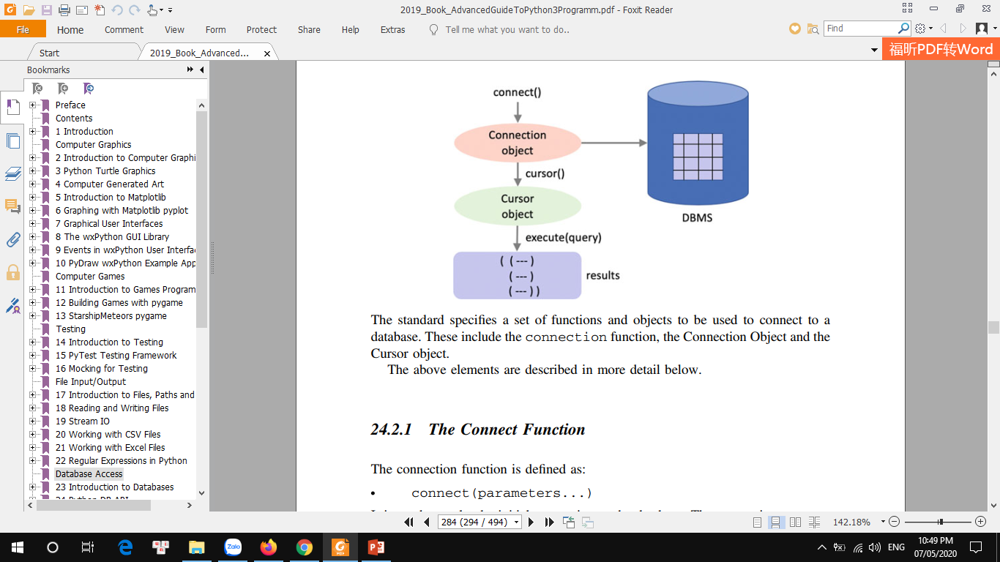 2019_Book_AdvancedGuideToPython3Programm.pdf - Foxit Reader
File Home Comment View Form Protect Share Help Extras Tell me what you want to do.. Find
Start 2019_Book_Advanced... 福昕PDF转Word
Bookmarks
Preface
Contents
1 Introduction
Computer Graphics
2 Introduction to Computer Graphi
3 Python Turtle Graphics
4 Computer Generated Art
5 Introduction to Matplotlib
6 Graphing with Matplotlib pyplot
7 Graphical User Interfaces
8 The wxPython GUI Library
9 Events in wxPython User Interfa
10 PyDraw wxPython Example App
Computer Games
11 Introduction to Games Program
12 Building Games with pygame
13 StarshipMeteors pygame
Testing
14 Introduction to Testing
15 PyTest Testing Framework
16 Mocking for Testing
File Input/Output
17 Introduction to Files, Paths and
18 Reading and Writing Files
19 Stream IO
20 Working with CSV Files
21 Working with Excel Files
22 Regular Expressions in Python
Database Access
23 Introduction to Databases
24 Python DB-API
connect()
Connection
object
cursor()
Cursor
object
DBMS
execute(query)
( ( --- )
( --- )
( --- ) )
results
The standard specifies a set of functions and objects to be used to connect to a
database. These include the connection function, the Connection Object and the
Cursor object.
The above elements are described in more detail below.
24.2.1 The Connect Function
The connection function is defined as:
• connect(parameters...)
284 (294 / 494) 142.18%
Zalo PDF ENG 10:49 PM
07/05/2020